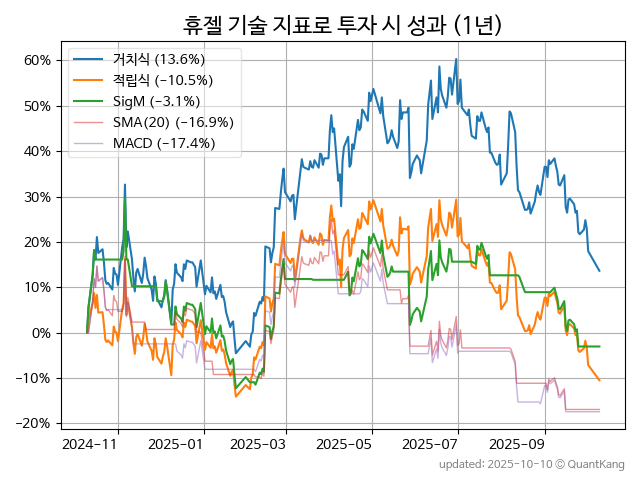 휴젤 기술 지표로 투자 시 성과 (1년)
거치식 (13.6%)
적립식 (−10.5%)
SigM (−3.1%)
SMA(20) (−16.9%)
MACD (−17.4%)
60%
50%
40%
30%
20%
10%
0%
−10%
−20%
2024-11 2025-01 2025-03 2025-05 2025-07 2025-09
updated: 2025-10-10 © QuantKang